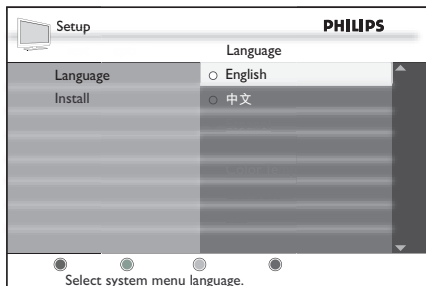 Setup
PHILIPS
Language
Language
English
Install
中文
Select system menu language.